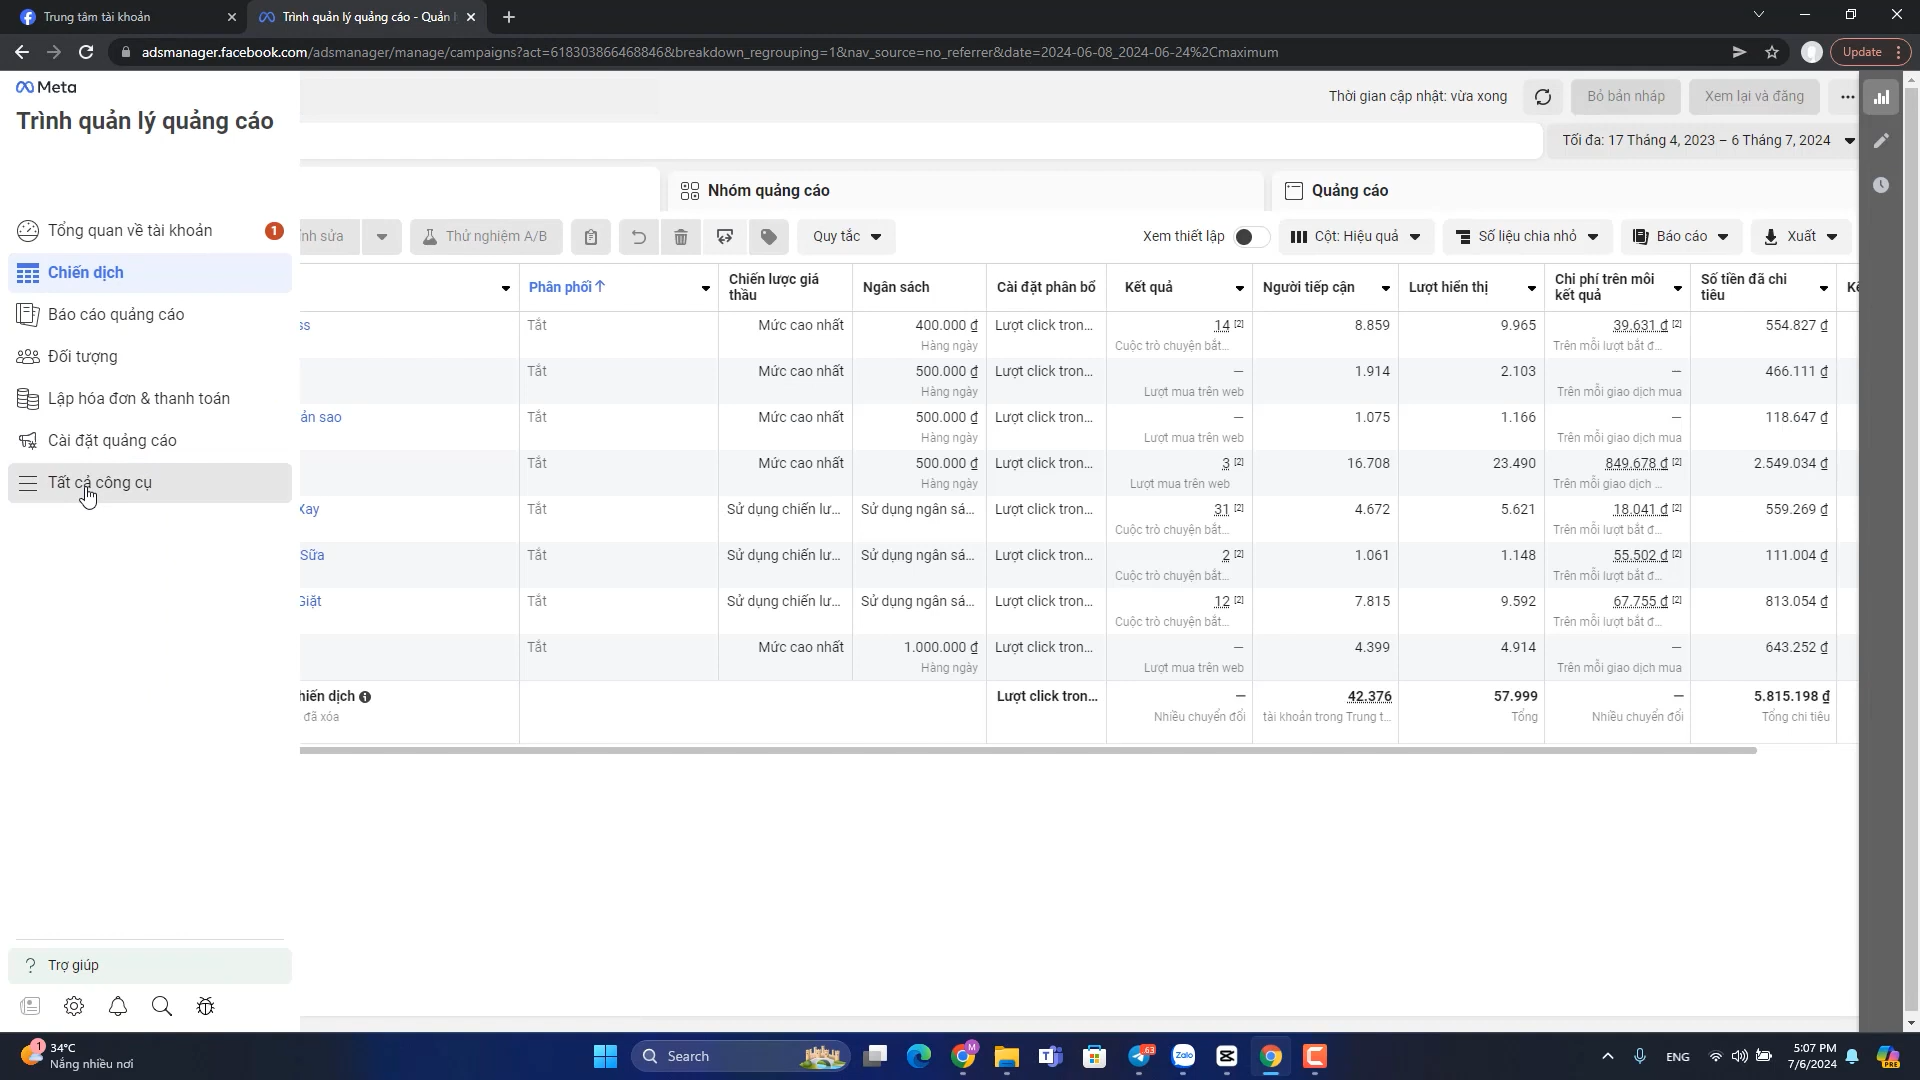 Trung tâm tài khoản
Trình quản lý quảng cáo - Quản l
adsmanager.facebook.com/adsmanager/manage/campaigns?act=618303866468846&breakdown_regrouping=1&nav_source=no_referrer&date=2024-06-08_2024-06-24%2Cmaximum
Update
Meta
Trình quản lý quảng cáo
Thời gian cập nhật: vừa xong
Bỏ bản nháp
Xem lại và đăng
Tối đa: 17 Tháng 4, 2023 – 6 Tháng 7, 2024
Nhóm quảng cáo
Quảng cáo
Tổng quan về tài khoản 1
Chiến dịch
Báo cáo quảng cáo
Đối tượng
Lập hóa đơn & thanh toán
Cài đặt quảng cáo
Tất cả công cụ
ỉnh sửa
Thử nghiệm A/B
Quy tắc
Xem thiết lập
Cột: Hiệu quả
Số liệu chia nhỏ
Báo cáo
Xuất
Phân phối↑ Chiến lược giá thầu Ngân sách Cài đặt phân bổ Kết quả Người tiếp cận Lượt hiển thị Chi phí trên mỗi kết quả Số tiền đã chi tiêu Kế
ss Tắt Mức cao nhất 400.000 ₫ Lượt click tron... 14 [2] 8.859 9.965 39.631 ₫ [2] 554.827 ₫
Hàng ngày Cuộc trò chuyện bắt... Trên mỗi lượt bắt đ...
Tắt Mức cao nhất 500.000 ₫ Lượt click tron... — 1.914 2.103 — 466.111 ₫
Hàng ngày Lượt mua trên web Trên mỗi giao dịch mua
ản sao Tắt Mức cao nhất 500.000 ₫ Lượt click tron... — 1.075 1.166 — 118.647 ₫
Hàng ngày Lượt mua trên web Trên mỗi giao dịch mua
Tắt Mức cao nhất 500.000 ₫ Lượt click tron... 3 [2] 16.708 23.490 849.678 ₫ [2] 2.549.034 ₫
Hàng ngày Lượt mua trên web Trên mỗi giao dịch ...
Xay Tắt Sử dụng chiến lư... Sử dụng ngân sá... Lượt click tron... 31 [2] 4.672 5.621 18.041 ₫ [2] 559.269 ₫
Cuộc trò chuyện bắt... Trên mỗi lượt bắt đ...
Sữa Tắt Sử dụng chiến lư... Sử dụng ngân sá... Lượt click tron... 2 [2] 1.061 1.148 55.502 ₫ [2] 111.004 ₫
Cuộc trò chuyện bắt... Trên mỗi lượt bắt đ...
Giặt Tắt Sử dụng chiến lư... Sử dụng ngân sá... Lượt click tron... 12 [2] 7.815 9.592 67.755 ₫ [2] 813.054 ₫
Cuộc trò chuyện bắt... Trên mỗi lượt bắt đ...
Tắt Mức cao nhất 1.000.000 ₫ Lượt click tron... — 4.399 4.914 — 643.252 ₫
Hàng ngày Lượt mua trên web Trên mỗi giao dịch mua
hiến dịch Lượt click tron... — 42.376 57.999 — 5.815.198 ₫
đã xóa Nhiều chuyển đổi tài khoản trong Trung t... Tổng Nhiều chuyển đổi Tổng chi tiêu
? Trợ giúp
1 34°C
Nắng nhiều nơi
Search
M
63
Zalo
ENG
5:07 PM
7/6/2024
PRE